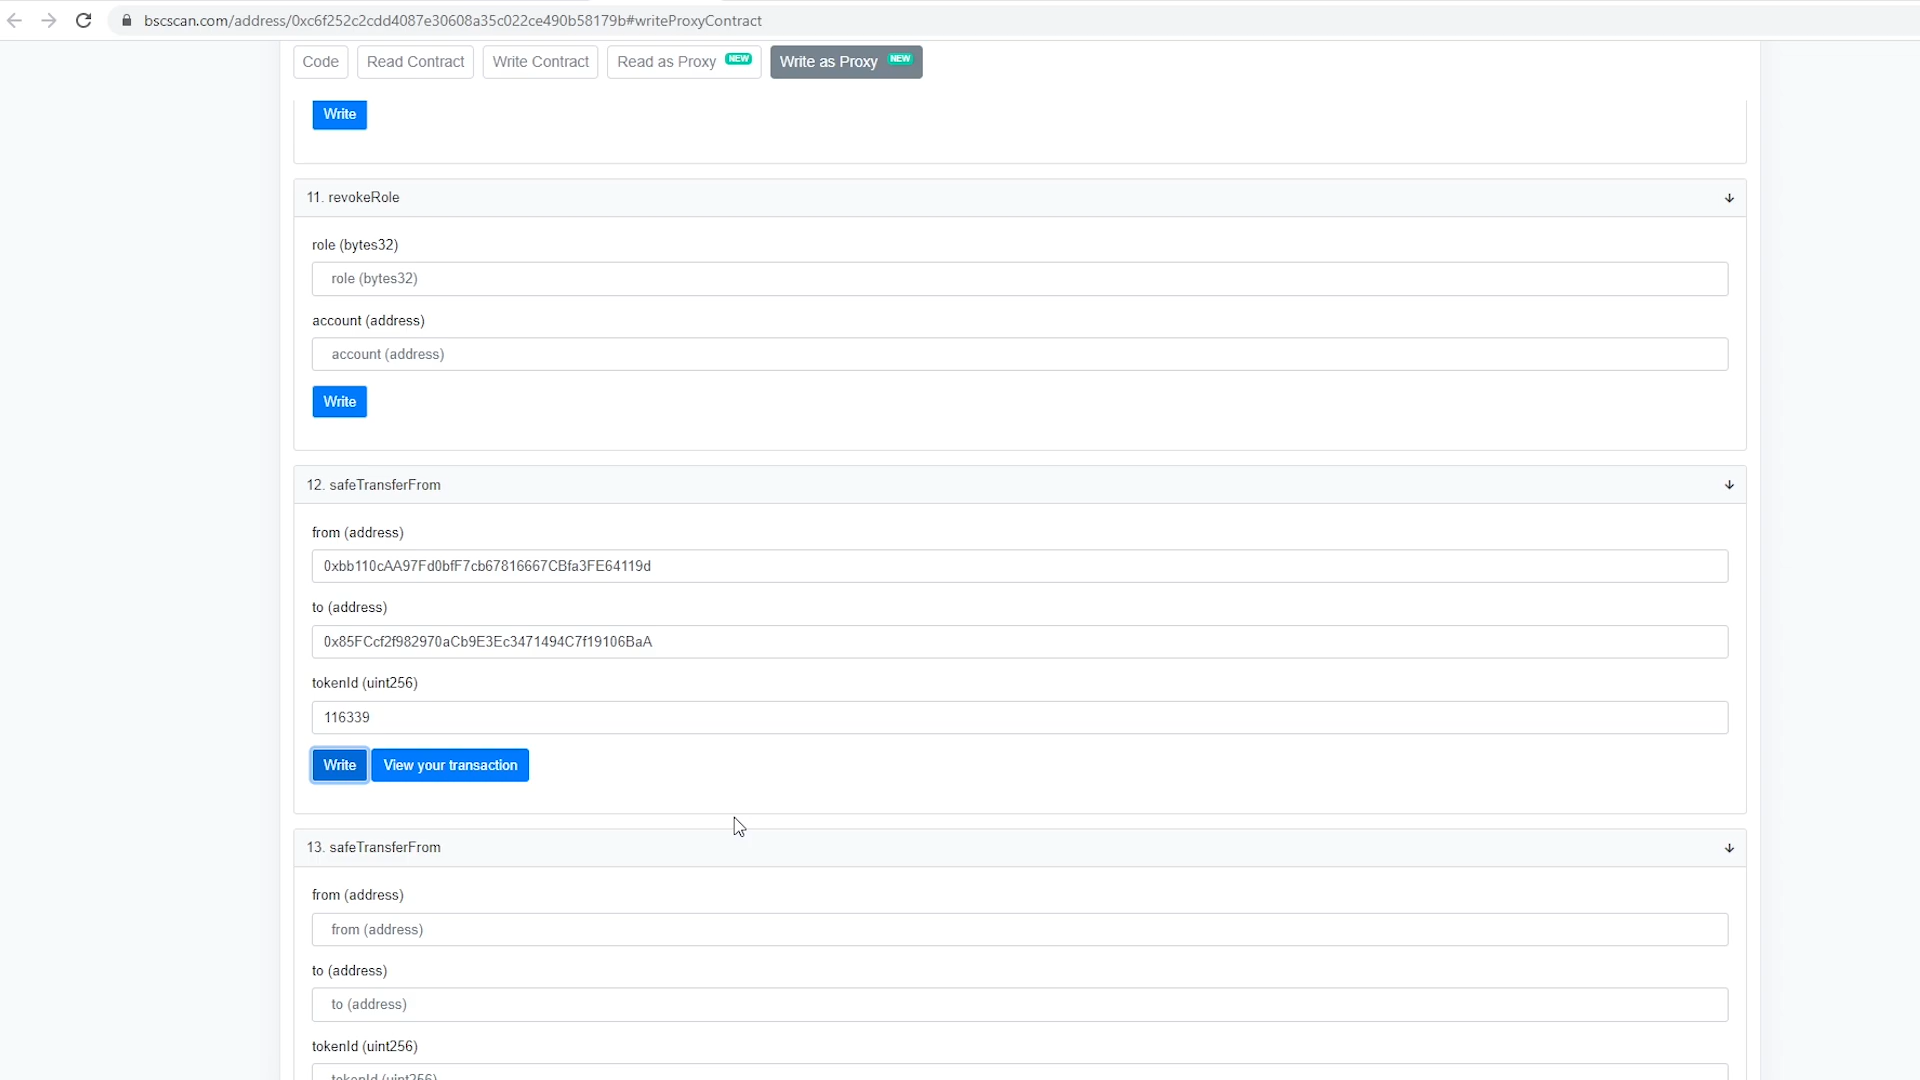 bscscan.com/address/0xc6f252c2cdd4087e30608a35c022ce490b58179b#writeProxyContract
Code Read Contract Write Contract Read as Proxy NEW Write as Proxy NEW
Write
11. revokeRole
role (bytes32)
role (bytes32)
account (address)
account (address)
Write
12. safeTransferFrom
from (address)
0xbb110cAA97Fd0bfF7cb67816667CBfa3FE64119d
to (address)
0x85FCcf2f982970aCb9E3Ec3471494C7f19106BaA
tokenId (uint256)
116339
Write View your transaction
13. safeTransferFrom
from (address)
from (address)
to (address)
to (address)
tokenId (uint256)
tokenId (uint256)